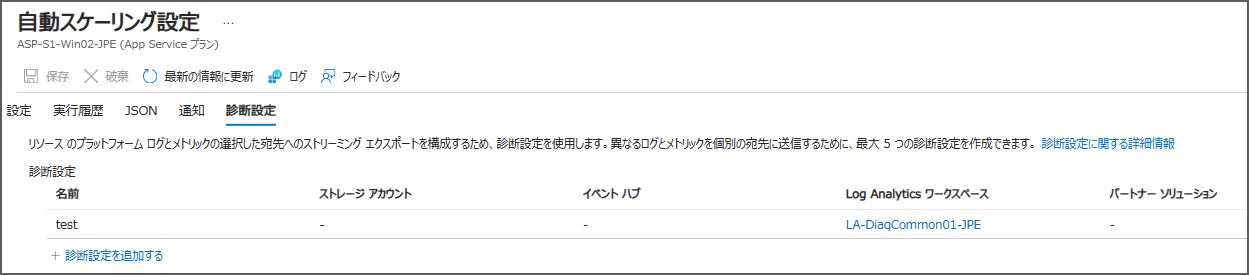 自動スケーリング設定 …
ASP-S1-Win02-JPE (App Service プラン)
保存 破棄 最新の情報に更新 ログ フィードバック
設定 実行履歴 JSON 通知 診断設定
リソース のプラットフォーム ログとメトリックの選択した宛先へのストリーミング エクスポートを構成するため、診断設定を使用します。異なるログとメトリックを個別の宛先に送信するために、最大 5 つの診断設定を作成できます。 診断設定に関する詳細情報
診断設定
名前 ストレージ アカウント イベント ハブ Log Analytics ワークスペース パートナー ソリューション
test - - LA-DiagCommon01-JPE -
+ 診断設定を追加する